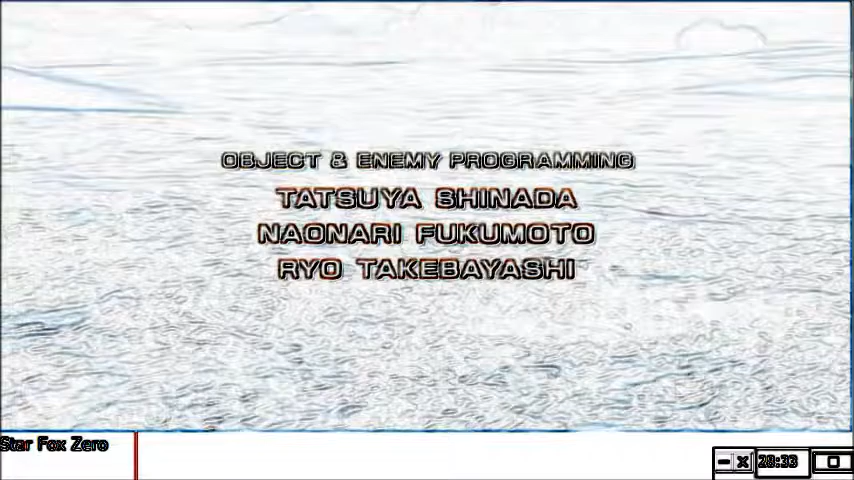 OBJECT & ENEMY PROGRAMMING
TATSUYA SHINADA
NAONARI FUKUMOTO
RYO TAKEBAYASHI
Star Fox Zero
28:33